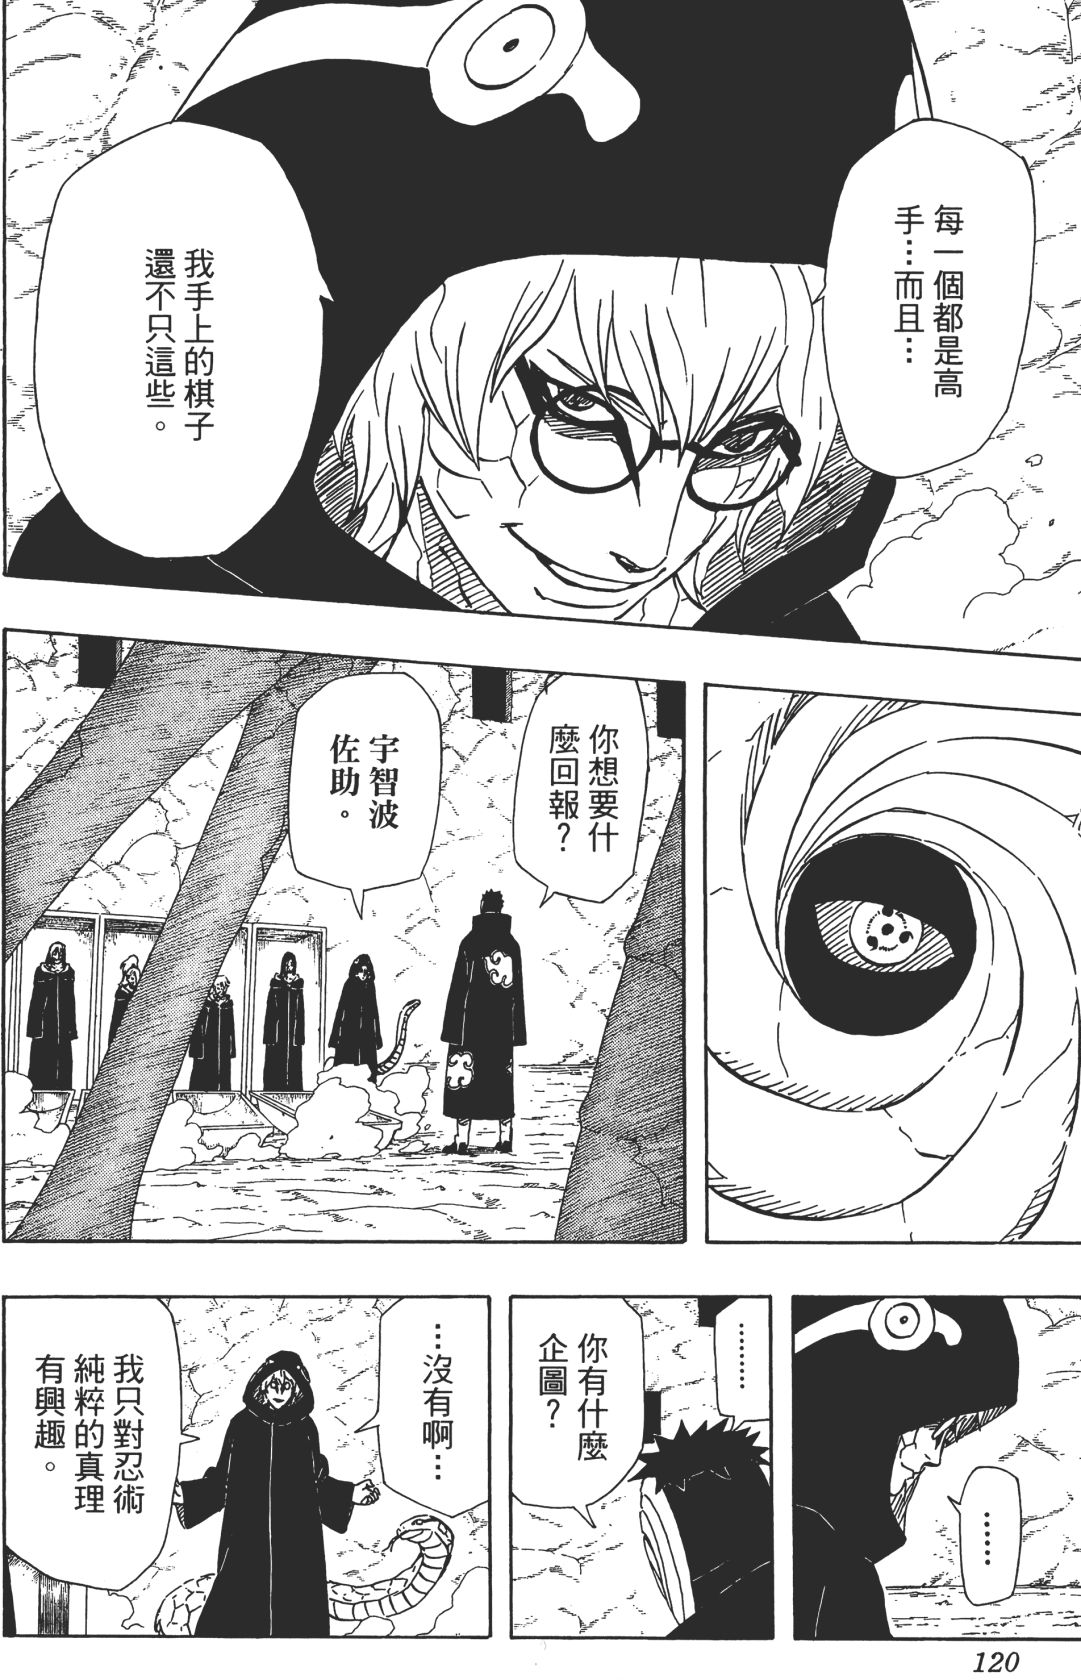 每一個都是高
手…而且…
我手上的棋子
還不只這些。
你想要什
麼回報？
宇智波
佐助。
……
………
你有什麼
企圖？
…沒有啊…
我只對忍術
純粹的真理
有興趣。
120